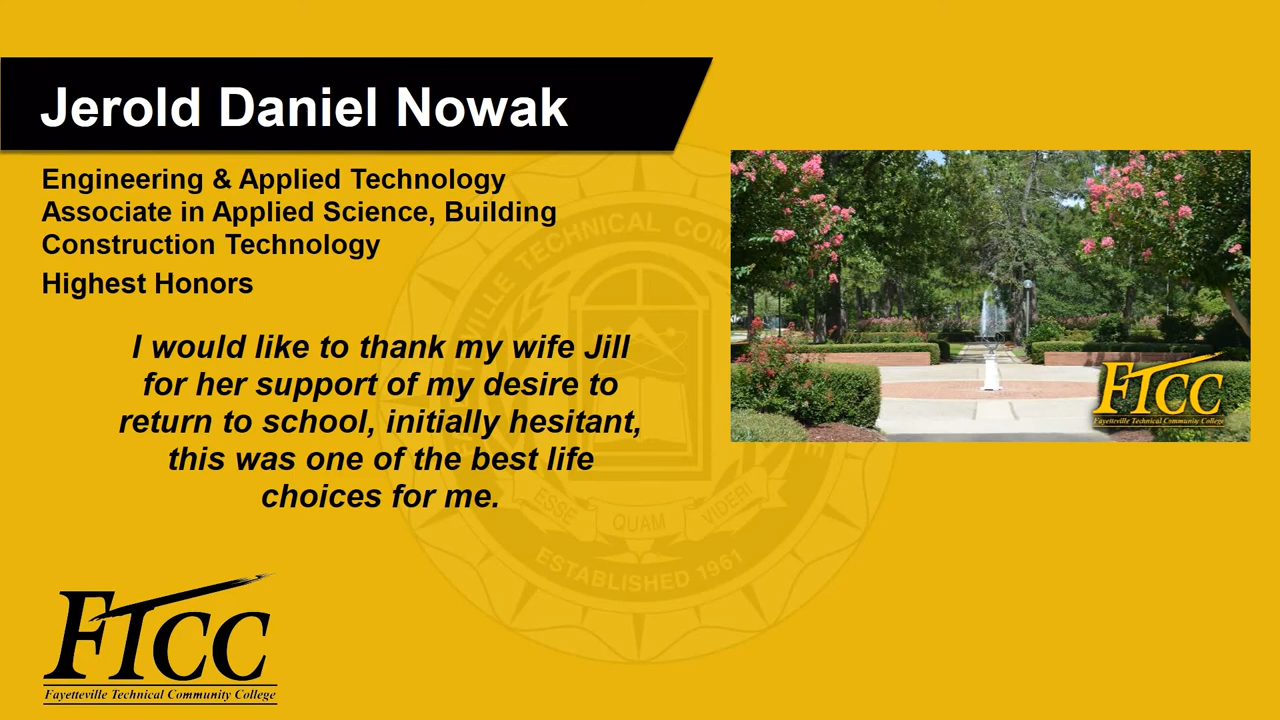 Jerold Daniel Nowak
Engineering & Applied Technology
Associate in Applied Science, Building
Construction Technology
Highest Honors
I would like to thank my wife Jill
for her support of my desire to
return to school, initially hesitant,
this was one of the best life
choices for me.
FTCC
Fayetteville Technical Community College
FTCC
Fayetteville Technical Community College
ESSE QUAM VIDERI
ESTABLISHED 1961